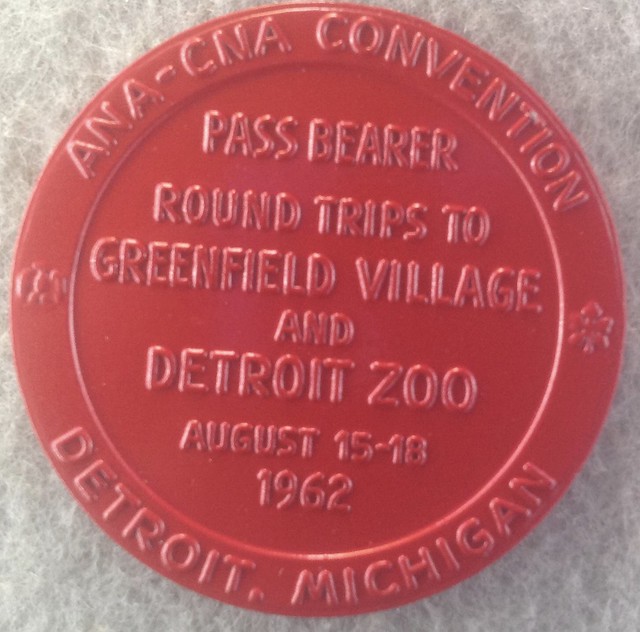 ANA-CNA CONVENTION
PASS BEARER
ROUND TRIPS TO
GREENFIELD VILLAGE
AND
DETROIT ZOO
AUGUST 15-18
1962
DETROIT. MICHIGAN